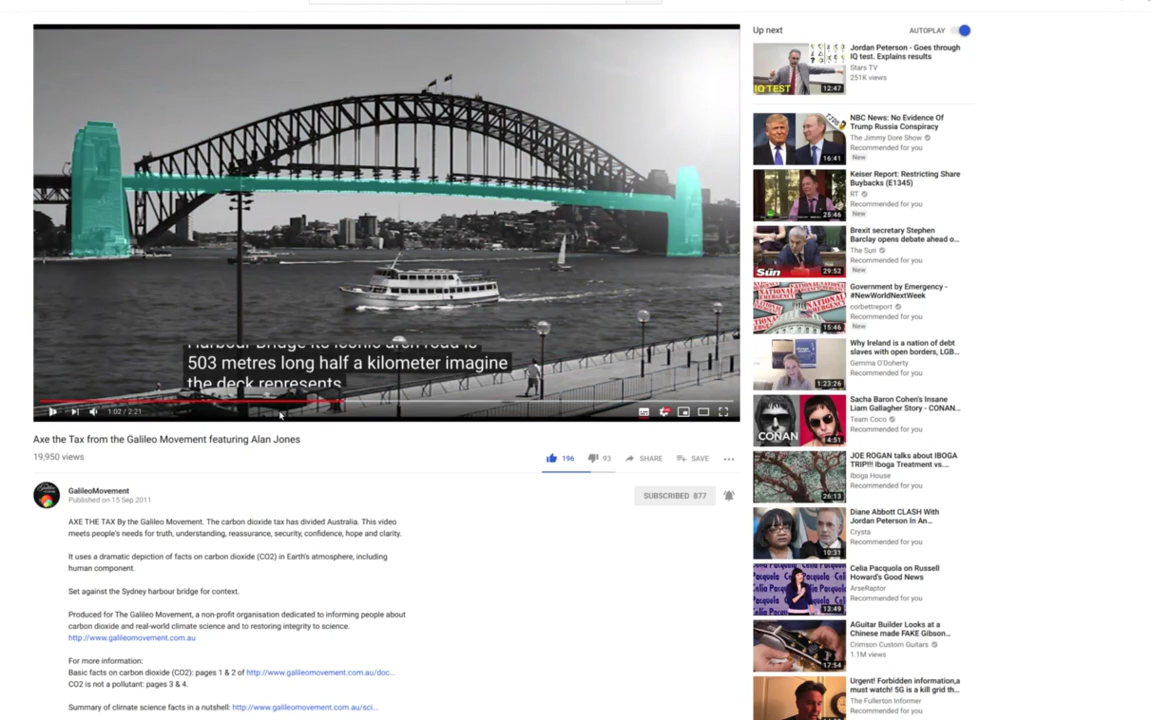 503 metres long half a kilometer imagine
the deck represents
1:02 / 2:21
Axe the Tax from the Galileo Movement featuring Alan Jones
19,950 views
196
93
SHARE
SAVE
GalileoMovement
Published on 15 Sep 2011
SUBSCRIBED 877
AXE THE TAX By the Galileo Movement. The carbon dioxide tax has divided Australia. This video
meets people's needs for truth, understanding, reassurance, security, confidence, hope and clarity.
It uses a dramatic depiction of facts on carbon dioxide (CO2) in Earth's atmosphere, including
human component.
Set against the Sydney harbour bridge for context.
Produced for The Galileo Movement, a non-profit organisation dedicated to informing people about
carbon dioxide and real-world climate science and to restoring integrity to science.
http://www.galileomovement.com.au
For more information:
Basic facts on carbon dioxide (CO2): pages 1 & 2 of http://www.galileomovement.com.au/doc...
CO2 is not a pollutant: pages 3 & 4.
Summary of climate science facts in a nutshell: http://www.galileomovement.com.au/sci...
Up next
AUTOPLAY
IQ TEST
12:47
Jordan Peterson - Goes through
IQ test. Explains results
Stars TV
251K views
16:41
NBC News: No Evidence Of
Trump Russia Conspiracy
The Jimmy Dore Show
Recommended for you
New
25:46
Keiser Report: Restricting Share
Buybacks (E1345)
RT
Recommended for you
New
Sun
29:52
Brexit secretary Stephen
Barclay opens debate ahead o...
The Sun
Recommended for you
New
15:46
Government by Emergency -
#NewWorldNextWeek
corbettreport
Recommended for you
New
1:23:26
Why Ireland is a nation of debt
slaves with open borders, LGB...
Gemma O'Doherty
Recommended for you
CONAN
4:51
Sacha Baron Cohen's Insane
Liam Gallagher Story - CONAN...
Team Coco
Recommended for you
26:13
JOE ROGAN talks about IBOGA
TRIP!!! Iboga Treatment vs....
Iboga House
Recommended for you
10:31
Diane Abbott CLASH With
Jordan Peterson In An...
Crysta
Recommended for you
13:49
Celia Pacquola on Russell
Howard's Good News
ArseRaptor
Recommended for you
17:54
AGuitar Builder Looks at a
Chinese made FAKE Gibson...
Crimson Custom Guitars
1.1M views
Urgent! Forbidden information,a
must watch! 5G is a kill grid th...
The Fullerton Informer
Recommended for you